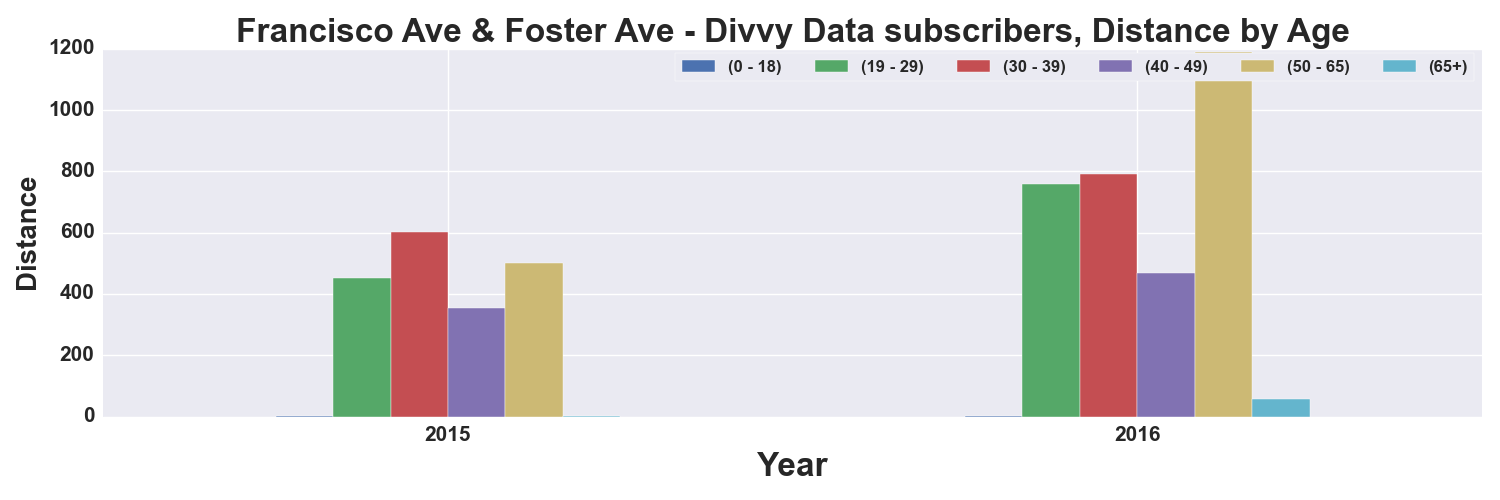 Francisco Ave & Foster Ave - Divvy Data subscribers, Distance by Age
1200
(0 - 18) (19 - 29) (30 - 39) (40 - 49) (50 - 65) (65+)
1000
800
600
400
200
0
Distance
2015 2016
Year